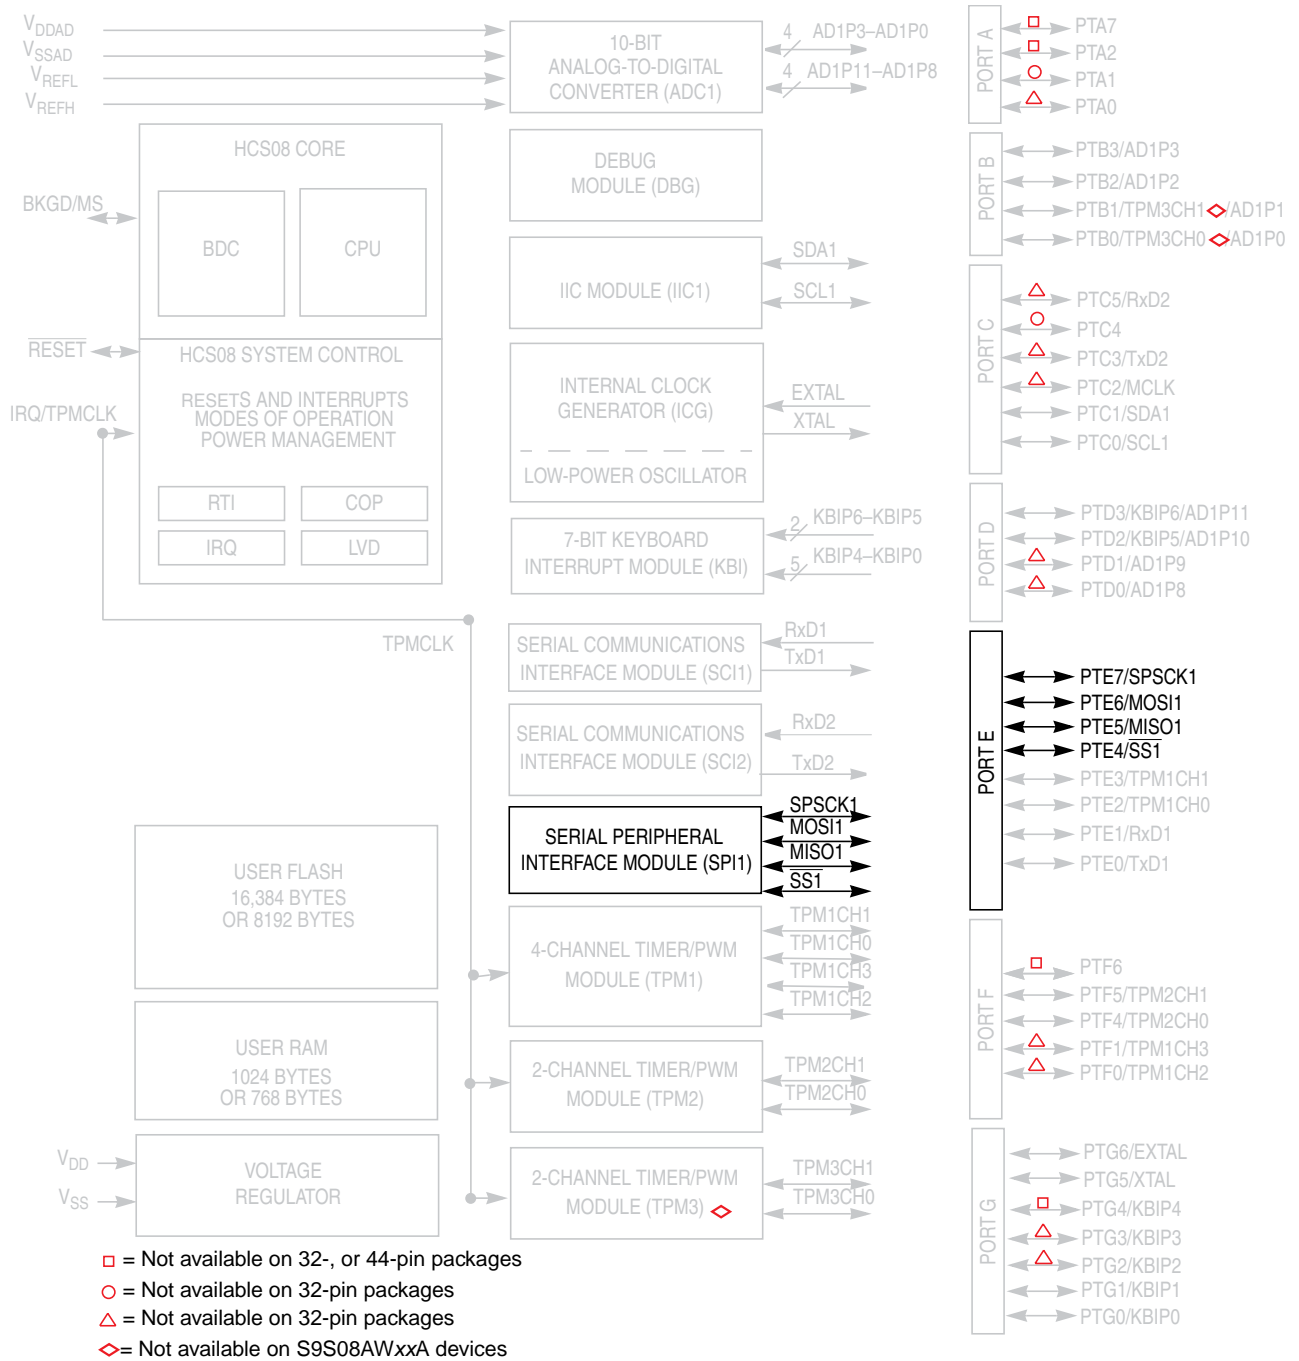 VDDAD
VSSAD
VREFL
VREFH
10-BIT
ANALOG-TO-DIGITAL
CONVERTER (ADC1)
4 AD1P3–AD1P0
4 AD1P11–AD1P8
HCS08 CORE
BDC
CPU
BKGD/MS
DEBUG
MODULE (DBG)
IIC MODULE (IIC1)
SDA1
SCL1
RESET
HCS08 SYSTEM CONTROL
RESETS AND INTERRUPTS
MODES OF OPERATION
POWER MANAGEMENT
IRQ/TPMCLK
RTI
COP
IRQ
LVD
INTERNAL CLOCK
GENERATOR (ICG)
LOW-POWER OSCILLATOR
EXTAL
XTAL
7-BIT KEYBOARD
INTERRUPT MODULE (KBI)
2 KBIP6–KBIP5
5 KBIP4–KBIP0
TPMCLK
SERIAL COMMUNICATIONS
INTERFACE MODULE (SCI1)
RxD1
TxD1
SERIAL COMMUNICATIONS
INTERFACE MODULE (SCI2)
RxD2
TxD2
SERIAL PERIPHERAL
INTERFACE MODULE (SPI1)
SPSCK1
MOSI1
MISO1
SS1
USER FLASH
16,384 BYTES
OR 8192 BYTES
4-CHANNEL TIMER/PWM
MODULE (TPM1)
TPM1CH1
TPM1CH0
TPM1CH3
TPM1CH2
USER RAM
1024 BYTES
OR 768 BYTES
2-CHANNEL TIMER/PWM
MODULE (TPM2)
TPM2CH1
TPM2CH0
VDD
VSS
VOLTAGE
REGULATOR
2-CHANNEL TIMER/PWM
MODULE (TPM3)
TPM3CH1
TPM3CH0
PORT A
PTA7
PTA2
PTA1
PTA0
PORT B
PTB3/AD1P3
PTB2/AD1P2
PTB1/TPM3CH1/AD1P1
PTB0/TPM3CH0/AD1P0
PORT C
PTC5/RxD2
PTC4
PTC3/TxD2
PTC2/MCLK
PTC1/SDA1
PTC0/SCL1
PORT D
PTD3/KBIP6/AD1P11
PTD2/KBIP5/AD1P10
PTD1/AD1P9
PTD0/AD1P8
PORT E
PTE7/SPSCK1
PTE6/MOSI1
PTE5/MISO1
PTE4/SS1
PTE3/TPM1CH1
PTE2/TPM1CH0
PTE1/RxD1
PTE0/TxD1
PORT F
PTF6
PTF5/TPM2CH1
PTF4/TPM2CH0
PTF1/TPM1CH3
PTF0/TPM1CH2
PORT G
PTG6/EXTAL
PTG5/XTAL
PTG4/KBIP4
PTG3/KBIP3
PTG2/KBIP2
PTG1/KBIP1
PTG0/KBIP0
= Not available on 32-, or 44-pin packages
= Not available on 32-pin packages
= Not available on 32-pin packages
= Not available on S9S08AWxxA devices